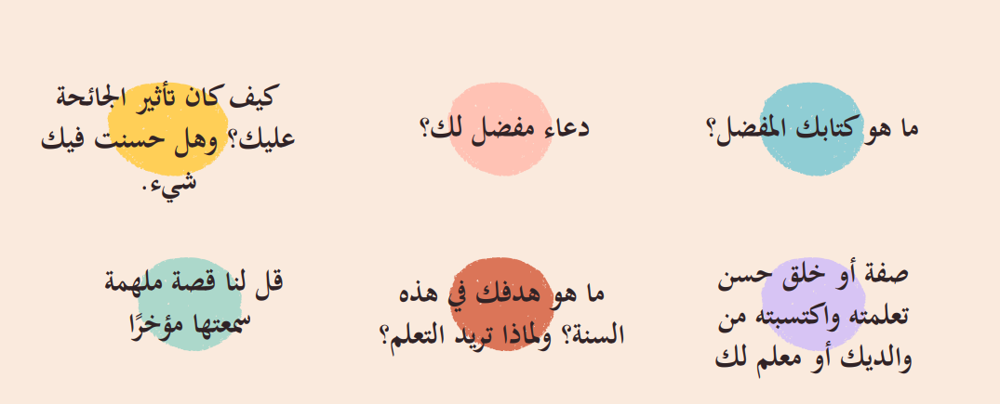 ما هو كتابك المفضل؟
دعاء مفضل لك؟
كيف كان تأثير الجائحة
عليك؟ وهل حسنت فيك
شيء.
صفة أو خلق حسن
تعلمته واكتسبته من
والديك أو معلم لك
ما هو هدفك في هذه
السنة؟ ولماذا تريد التعلم؟
قل لنا قصة ملهمة
سمعتها مؤخرًا